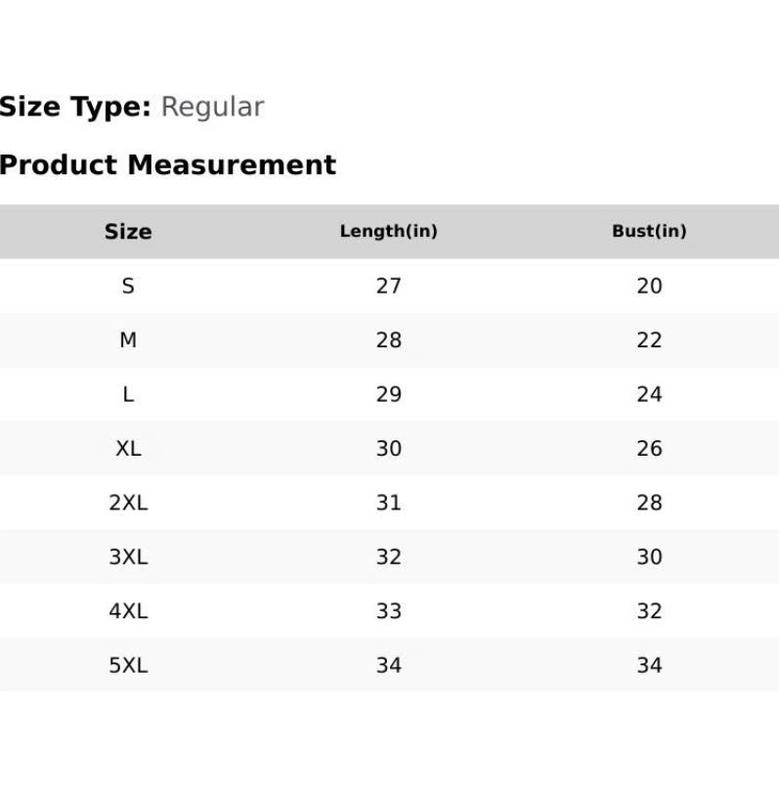 Size Type: Regular
Product Measurement
Size Length(in) Bust(in)
S 27 20
M 28 22
L 29 24
XL 30 26
2XL 31 28
3XL 32 30
4XL 33 32
5XL 34 34